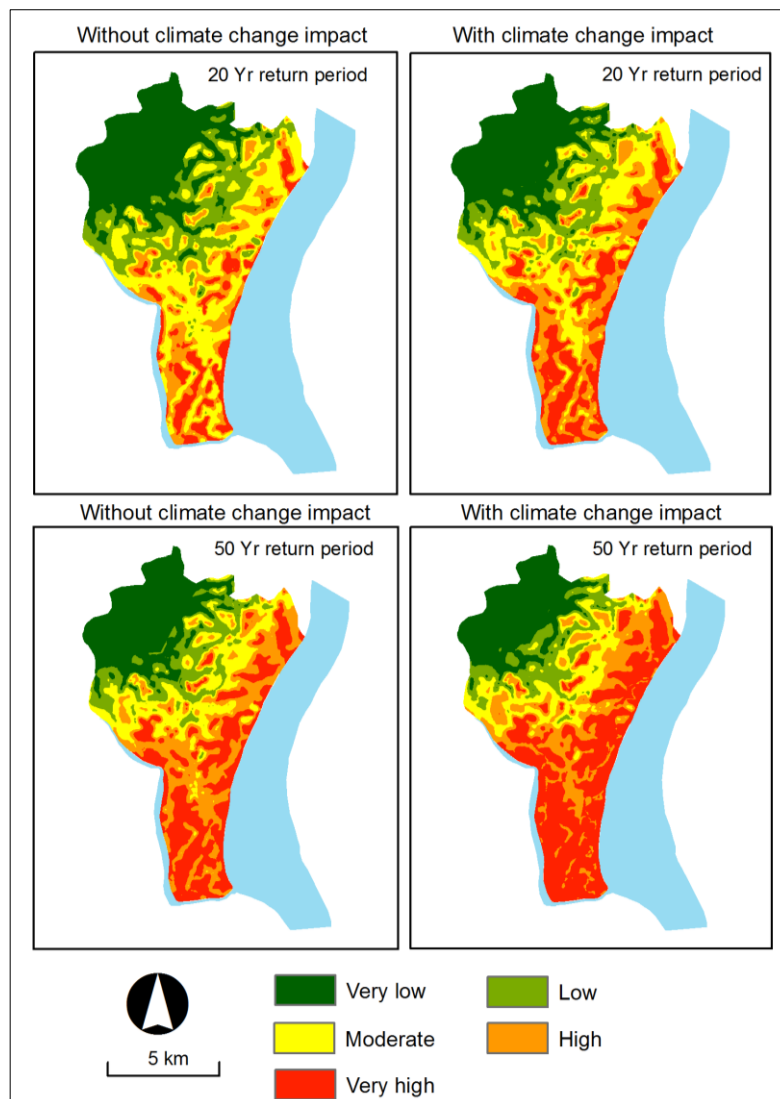 Without climate change impact
With climate change impact
20 Yr return period
20 Yr return period
Without climate change impact
With climate change impact
50 Yr return period
50 Yr return period
Very low
Low
Moderate
High
5 km
Very high